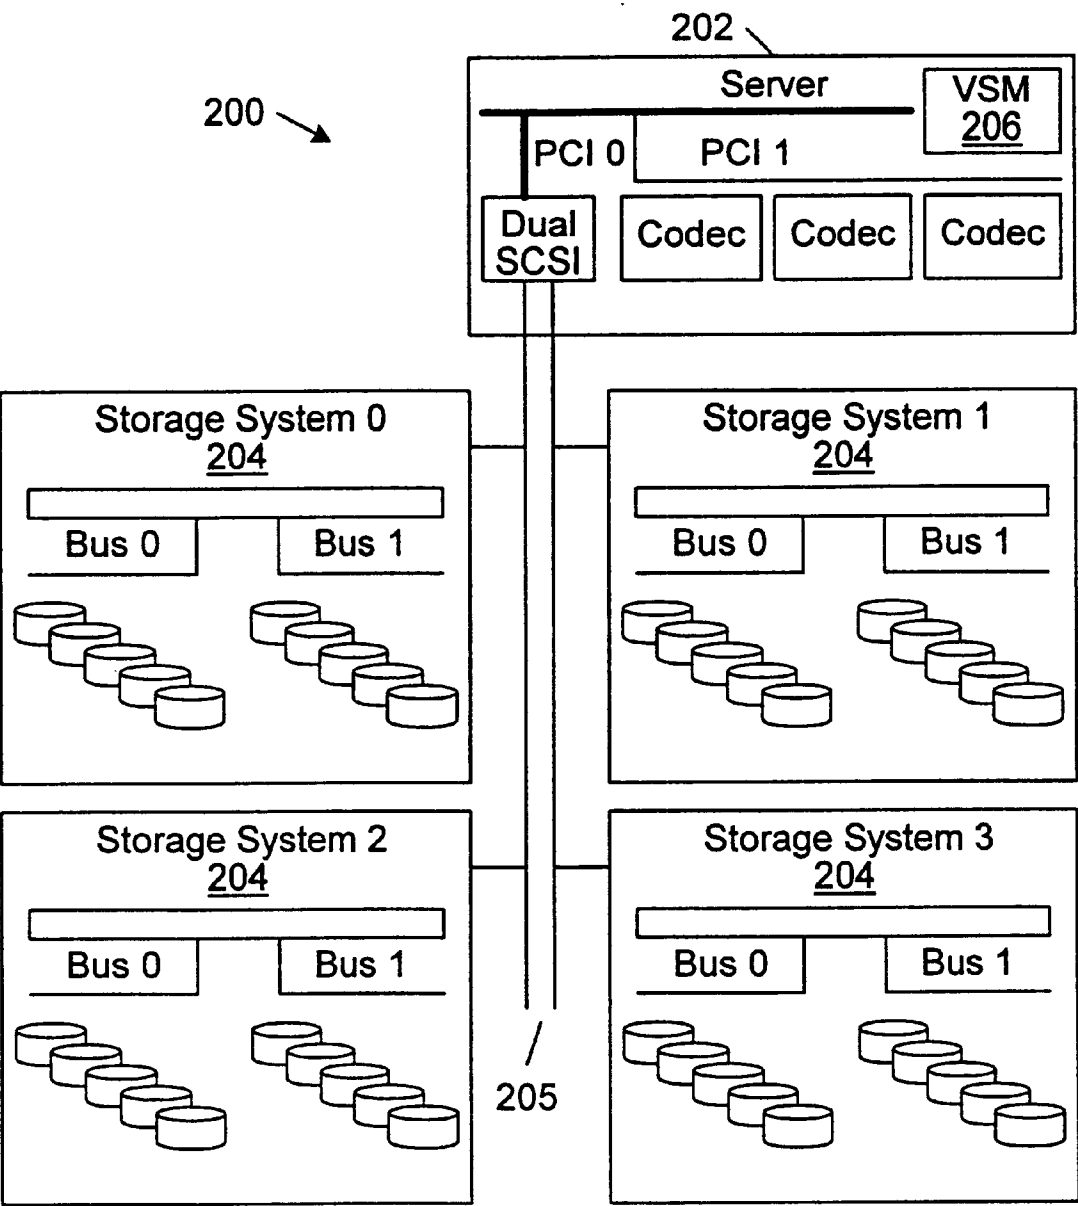 202
200
Server
VSM
206
PCI 0
PCI 1
Dual
SCSI
Codec
Codec
Codec
Storage System 0
204
Bus 0
Bus 1
Storage System 1
204
Bus 0
Bus 1
Storage System 2
204
Bus 0
Bus 1
Storage System 3
204
Bus 0
Bus 1
205